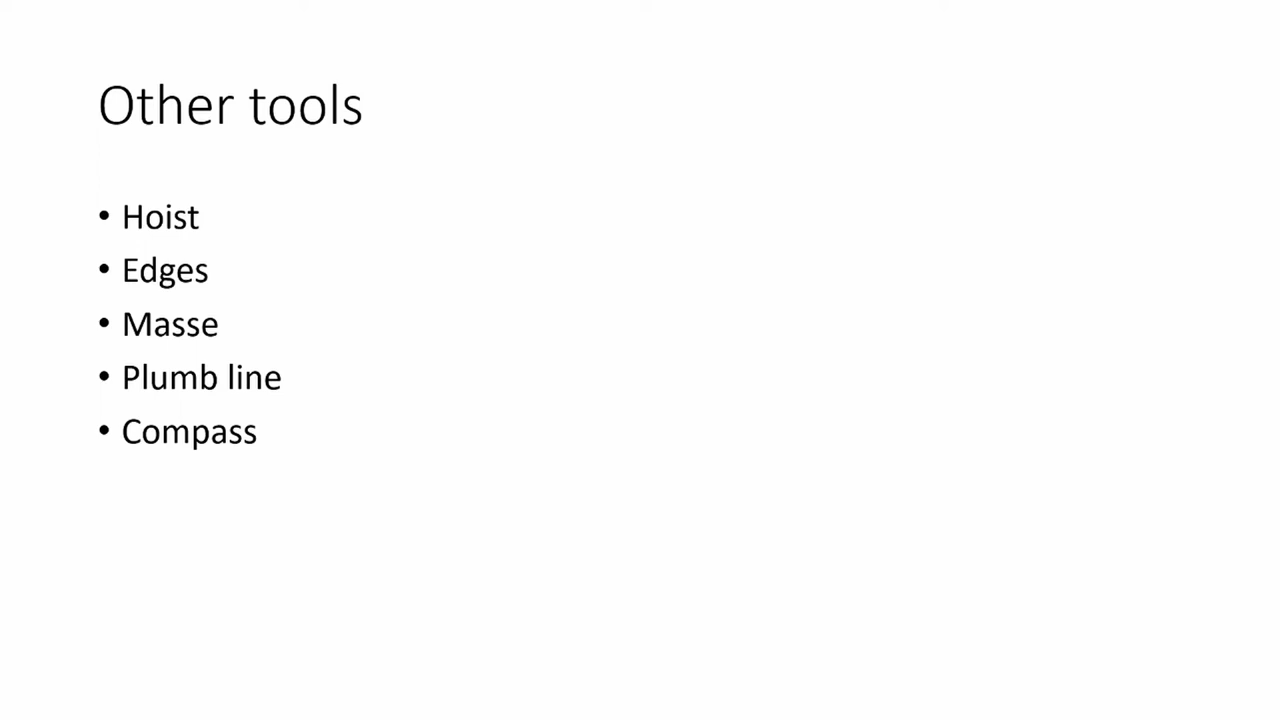 Other tools
• Hoist
• Edges
• Masse
• Plumb line
• Compass